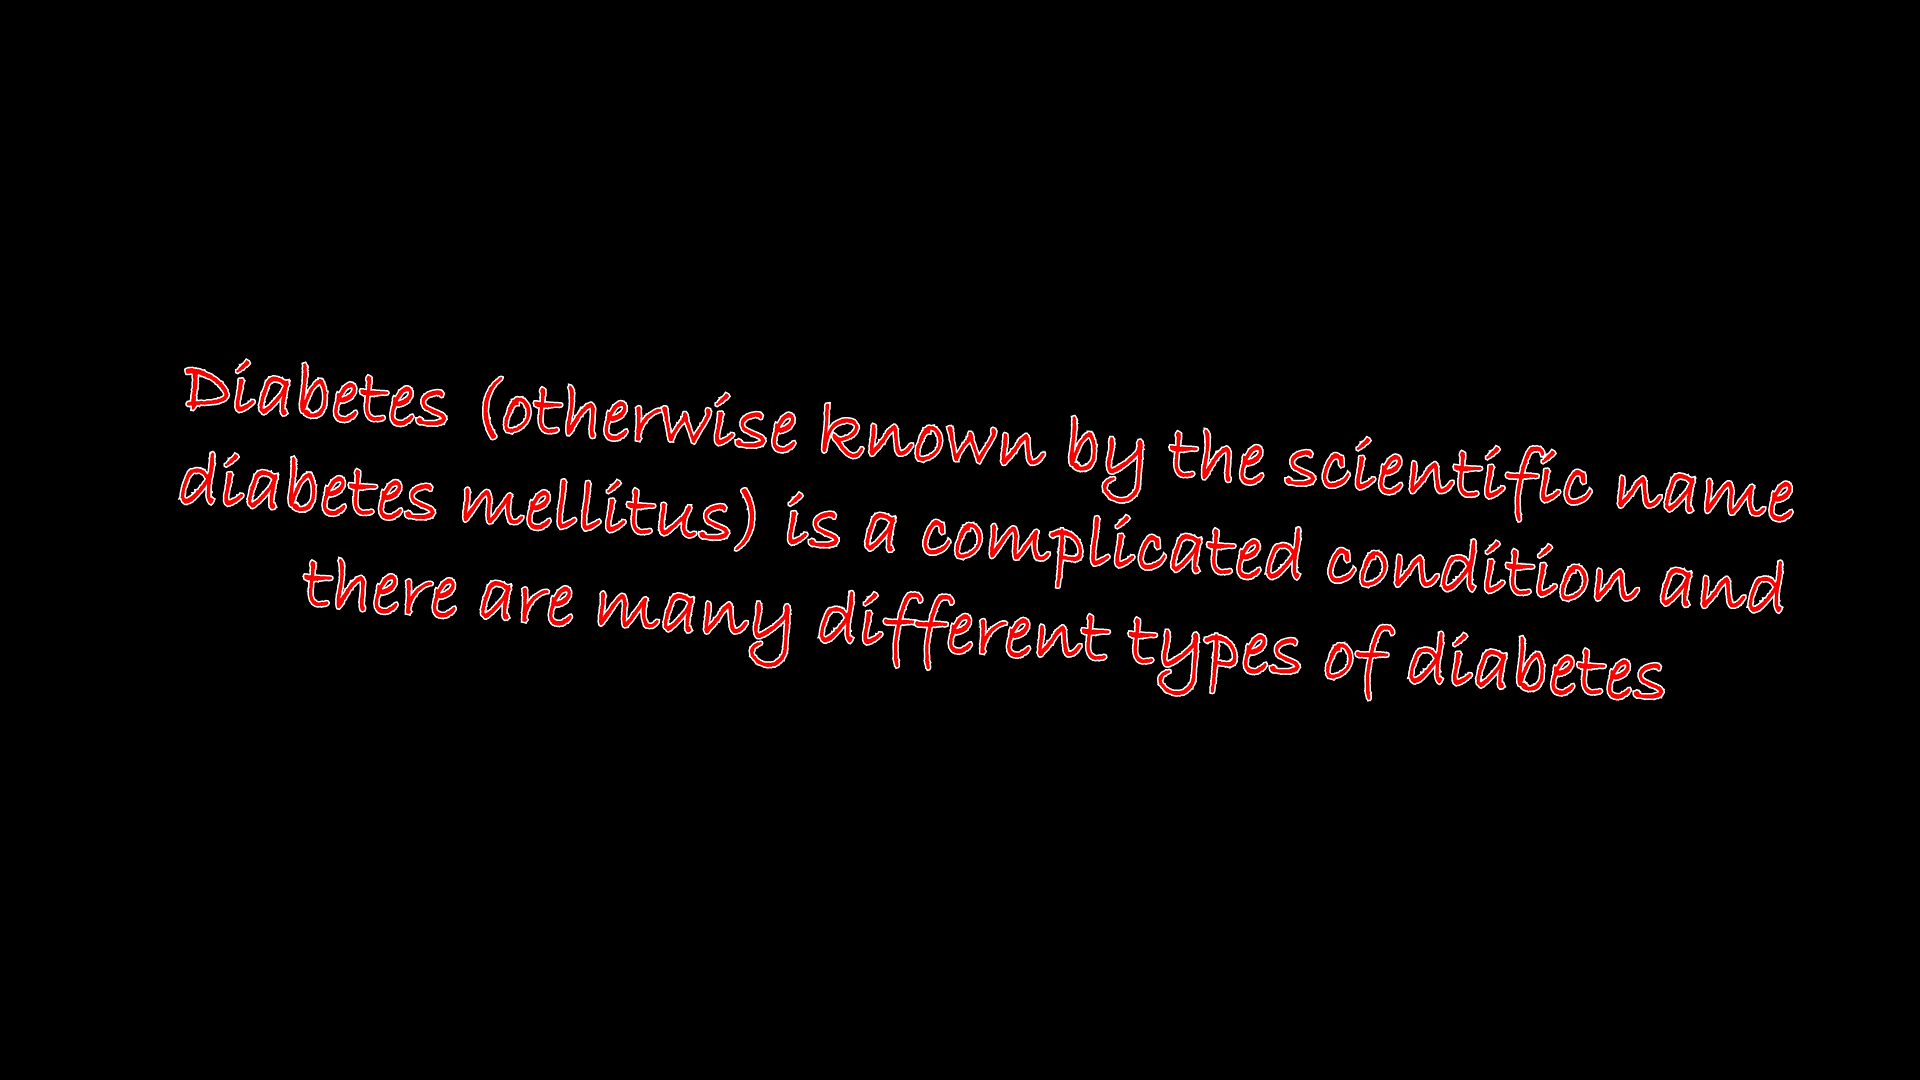 Diabetes (otherwise known by the scientific name
diabetes mellitus) is a complicated condition and
there are many different types of diabetes